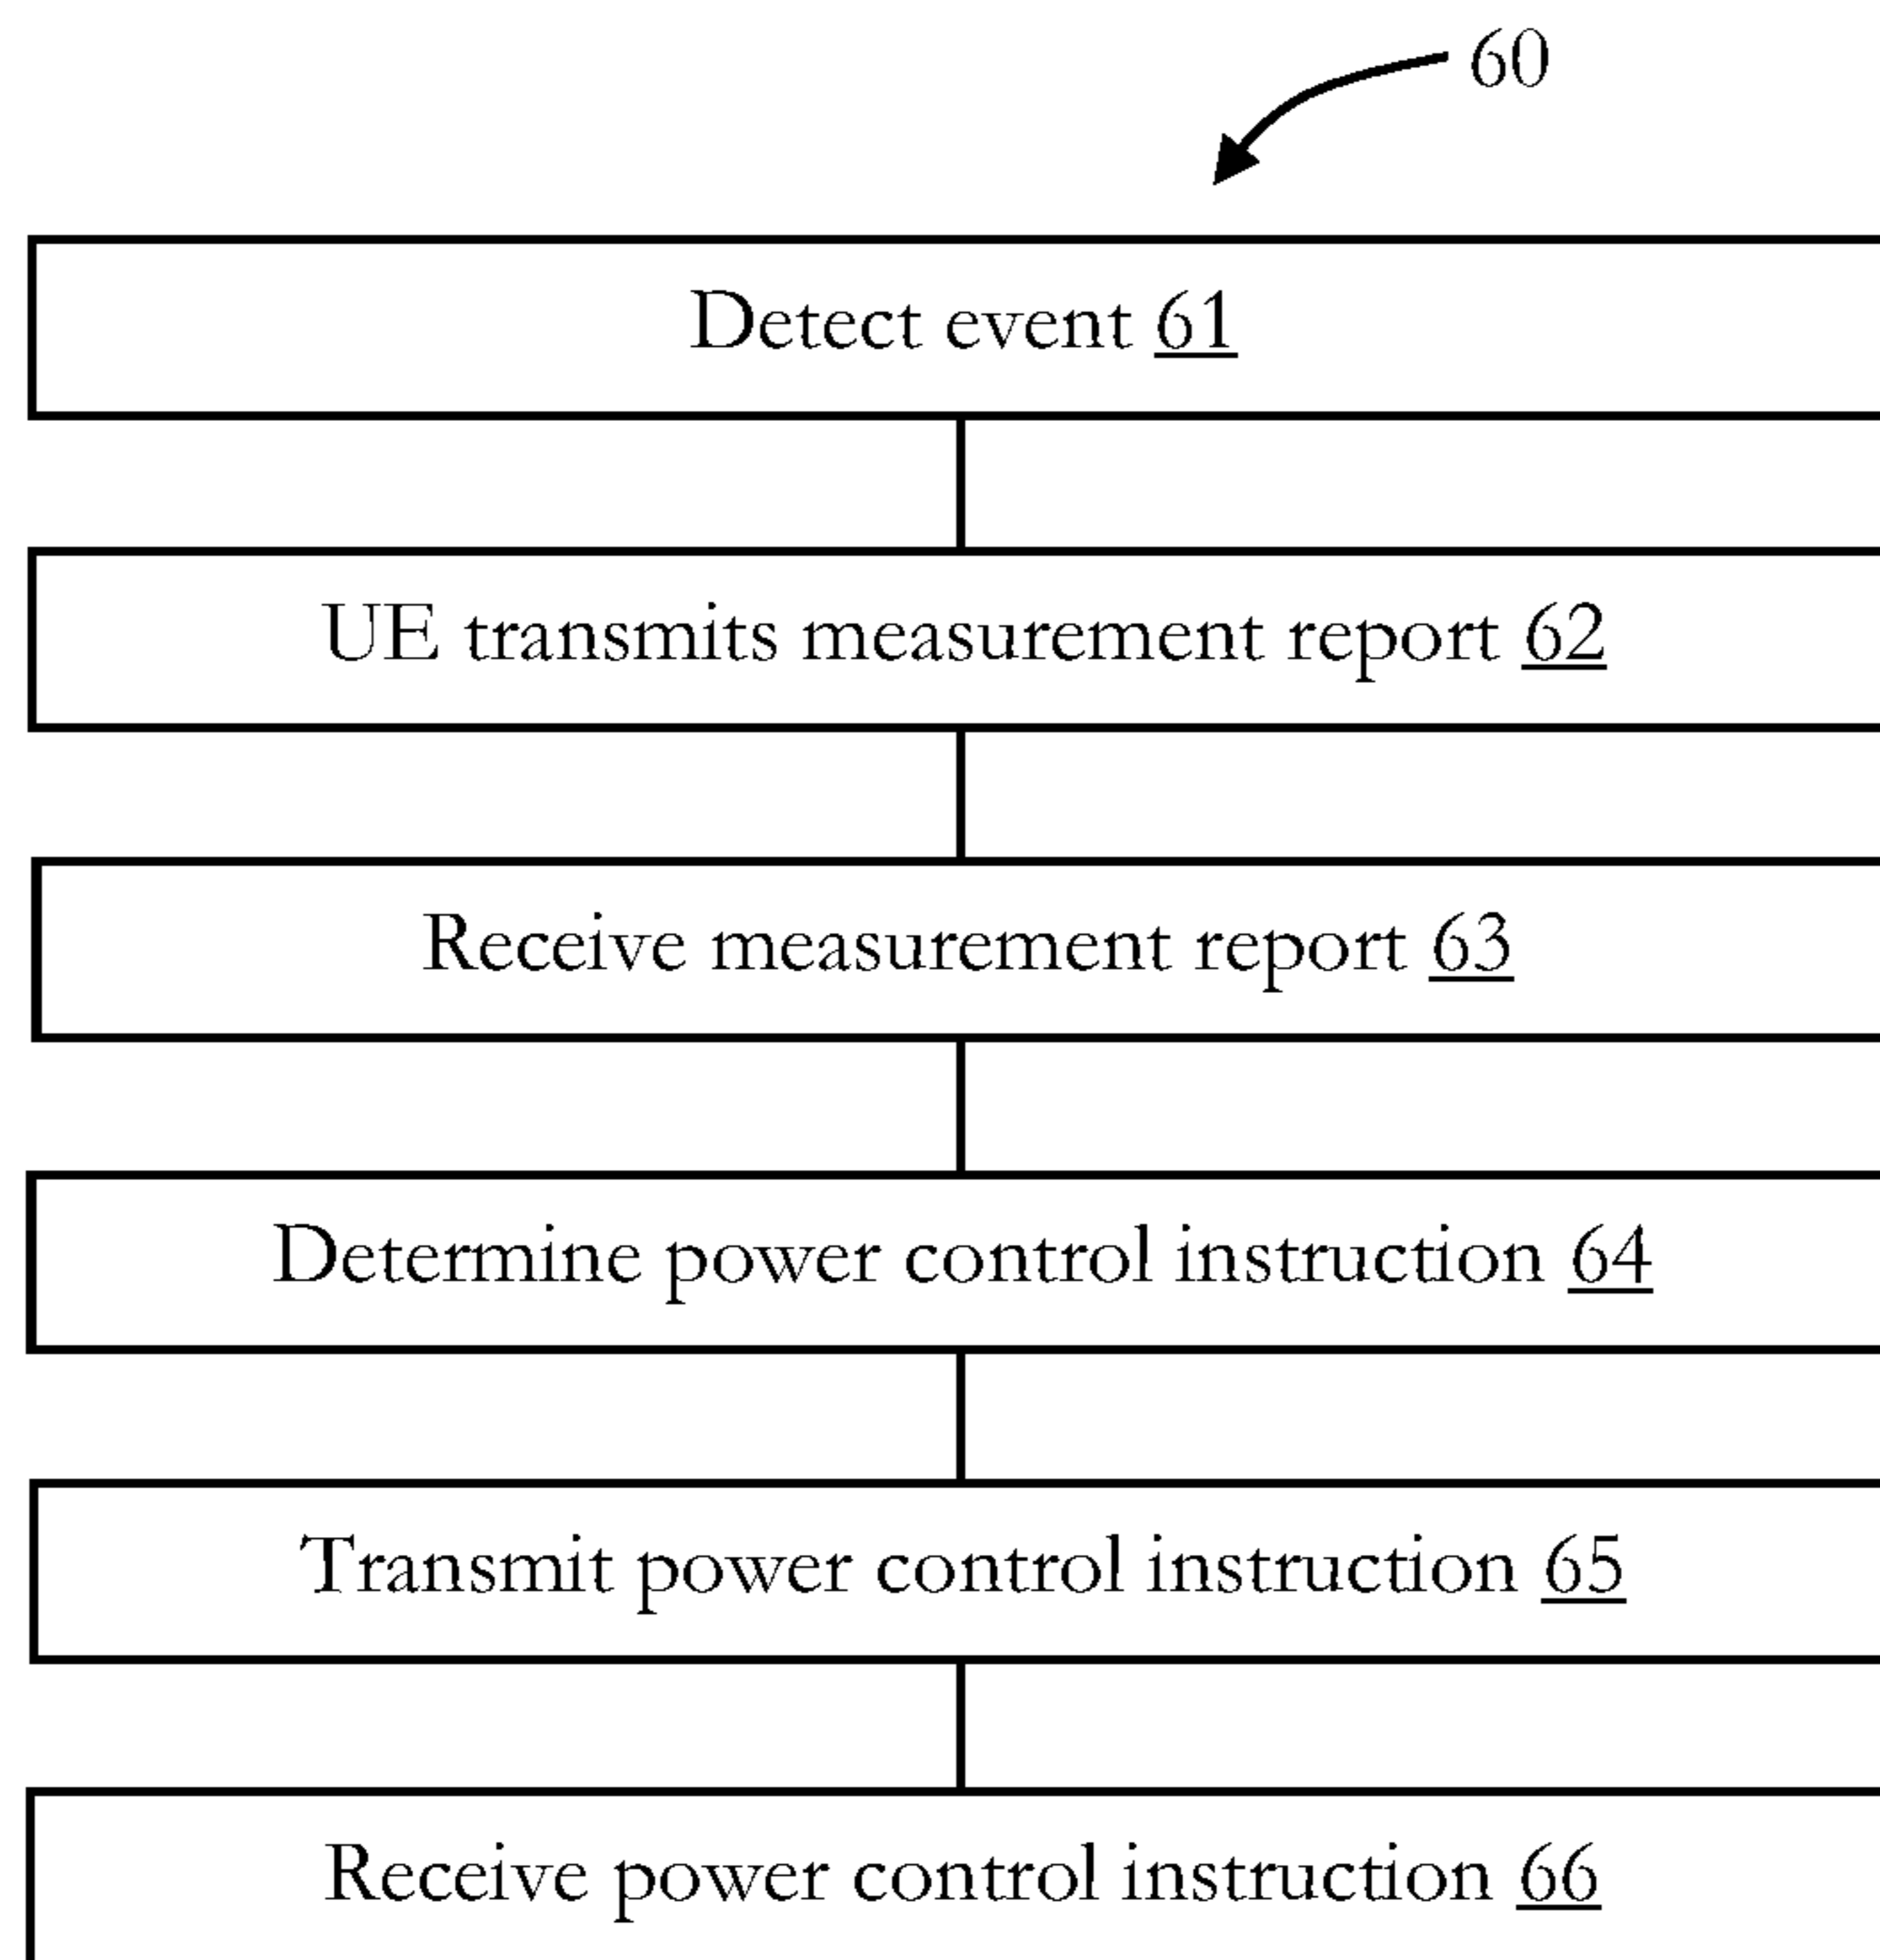 60
Detect event 61
UE transmits measurement report 62
Receive measurement report 63
Determine power control instruction 64
Transmit power control instruction 65
Receive power control instruction 66